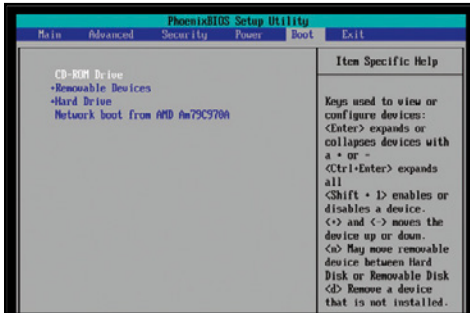 PhoenixBIOS Setup Utility
Main Advanced Security Power Boot Exit
CD-ROM Drive
+Removable Devices
+Hard Drive
Network boot from AMD Am79C970A
Item Specific Help
Keys used to view or
configure devices:
<Enter> expands or
collapses devices with
a + or -
<Ctrl+Enter> expands
all
<Shift + 1> enables or
disables a device.
<+> and <-> moves the
device up or down.
<n> May move removable
device between Hard
Disk or Removable Disk
<d> Remove a device
that is not installed.